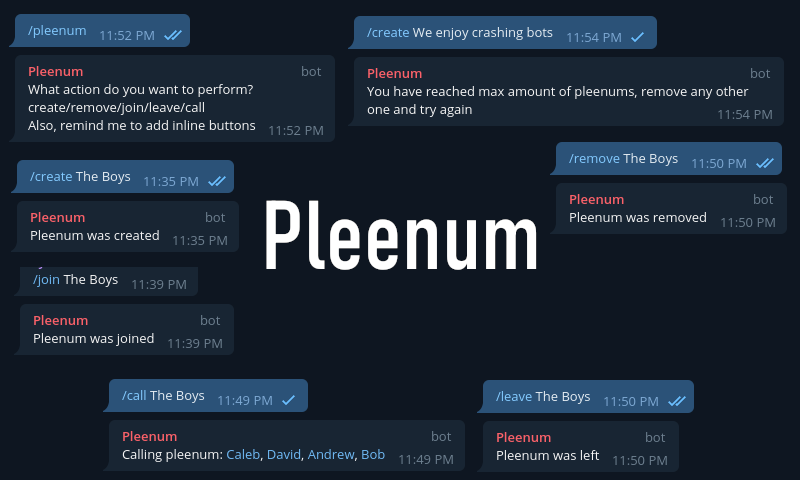 /pleenum 11:52 PM
Pleenum bot
What action do you want to perform?
create/remove/join/leave/call
Also, remind me to add inline buttons 11:52 PM
/create We enjoy crashing bots 11:54 PM
Pleenum bot
You have reached max amount of pleenums, remove any other
one and try again
11:54 PM
/create The Boys 11:35 PM
Pleenum bot
Pleenum was created 11:35 PM
/remove The Boys 11:50 PM
Pleenum bot
Pleenum was removed 11:50 PM
Pleenum
/join The Boys 11:39 PM
Pleenum bot
Pleenum was joined 11:39 PM
/call The Boys 11:49 PM
Pleenum bot
Calling pleenum: Caleb, David, Andrew, Bob 11:49 PM
/leave The Boys 11:50 PM
Pleenum bot
Pleenum was left 11:50 PM